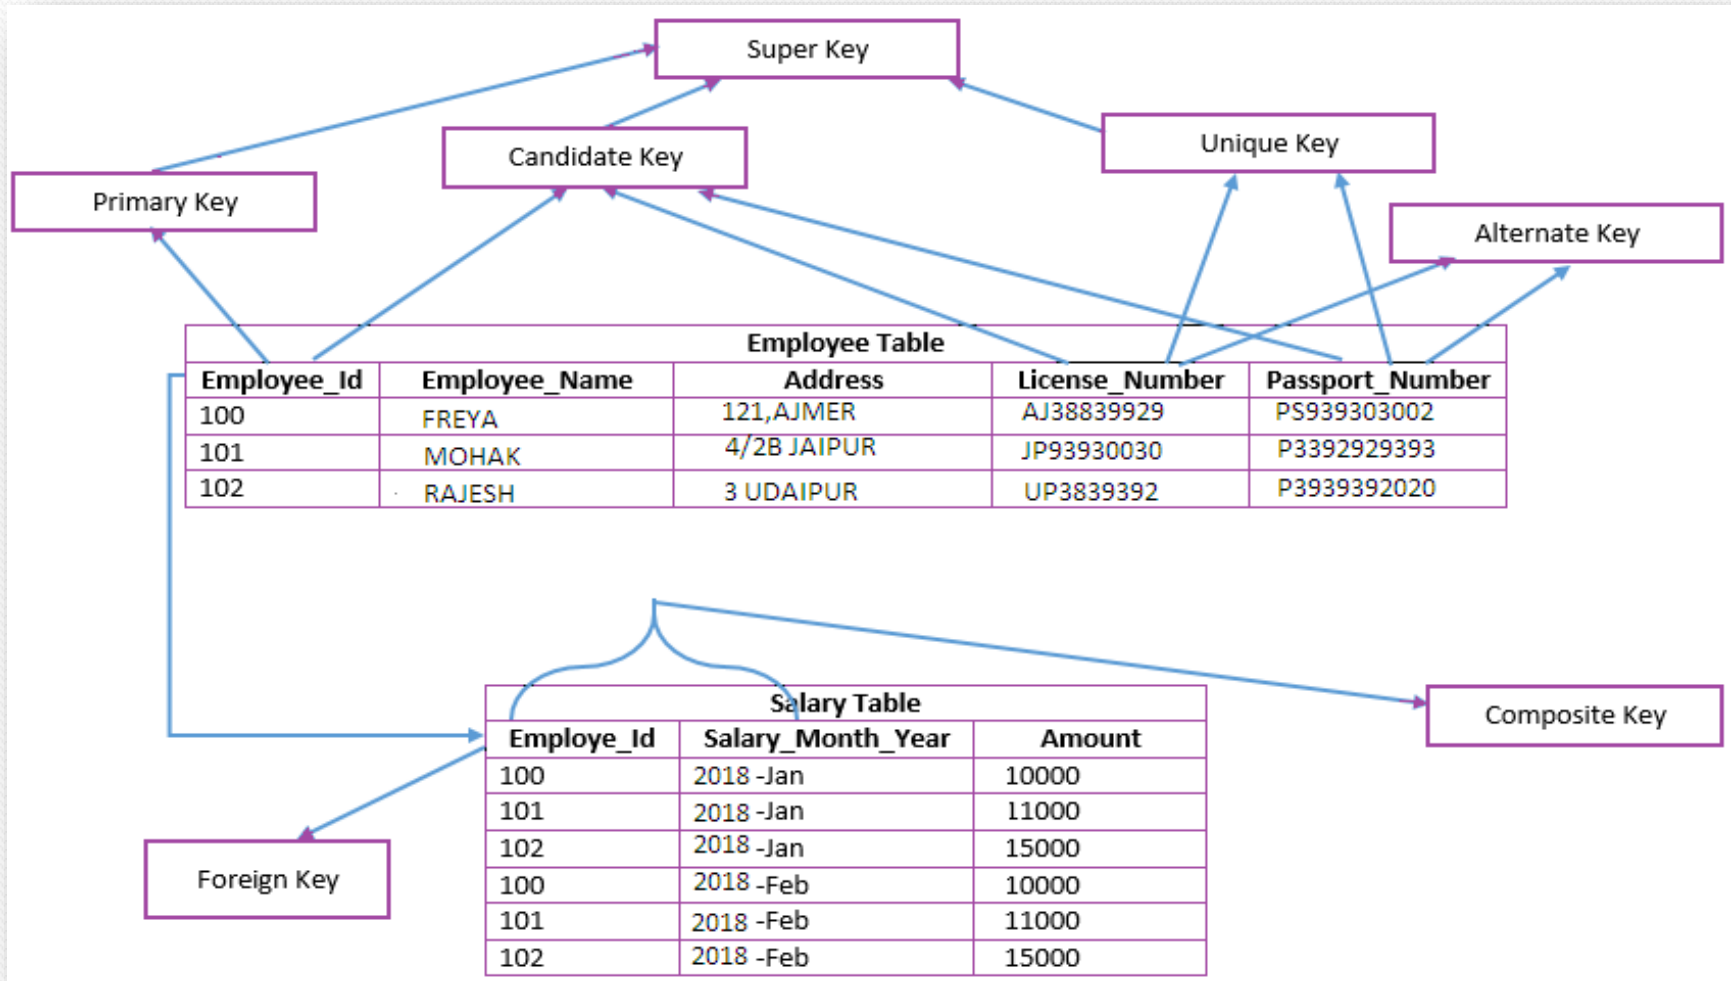 Super Key
Unique Key
Candidate Key
Primary Key
Alternate Key
Employee Table
Employee_Id Employee_Name Address License_Number Passport_Number
100 FREYA 121,AJMER AJ38839929 PS939303002
101 MOHAK 4/2B JAIPUR JP93930030 P3392929393
102 RAJESH 3 UDAIPUR UP3839392 P3939392020
Salary Table
Composite Key
Employe_Id Salary_Month_Year Amount
100 2018 -Jan 10000
101 2018 -Jan 11000
102 2018 -Jan 15000
100 2018 -Feb 10000
101 2018 -Feb 11000
102 2018 -Feb 15000
Foreign Key